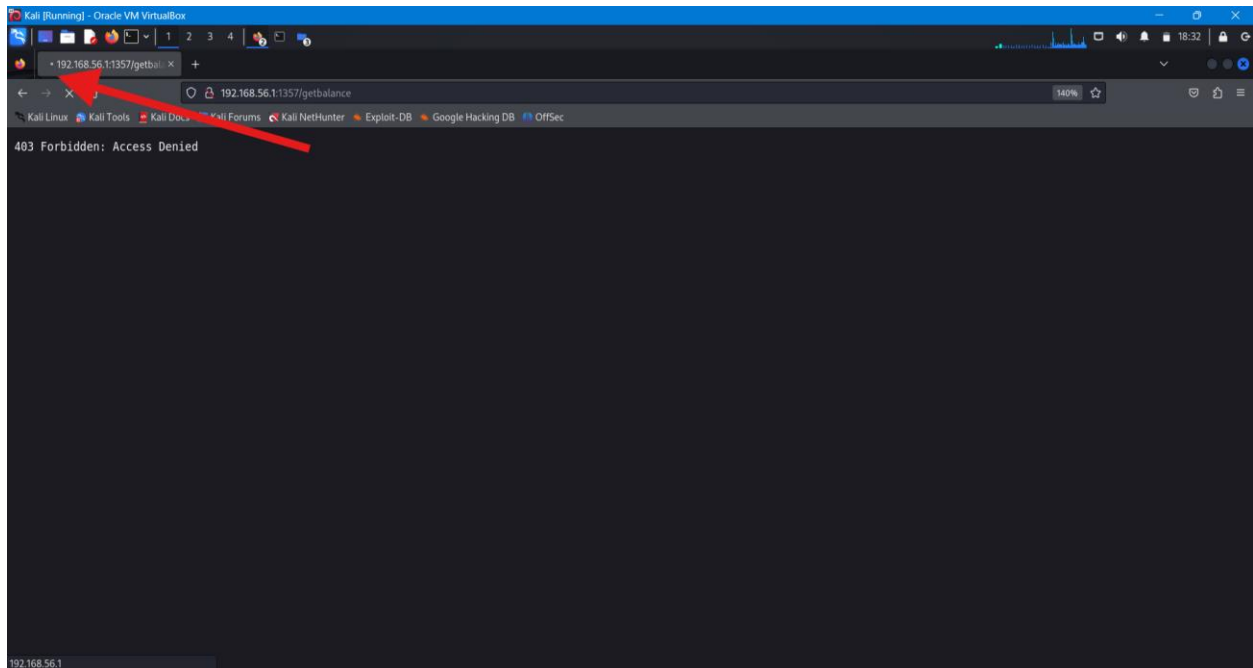 Kali [Running] - Oracle VM VirtualBox
1 2 3 4 18:32
192.168.56.1:1357/getbal
192.168.56.1:1357/getbalance 140%
Kali Linux Kali Tools Kali Docs Kali Forums Kali NetHunter Exploit-DB Google Hacking DB OffSec
403 Forbidden: Access Denied
192.168.56.1